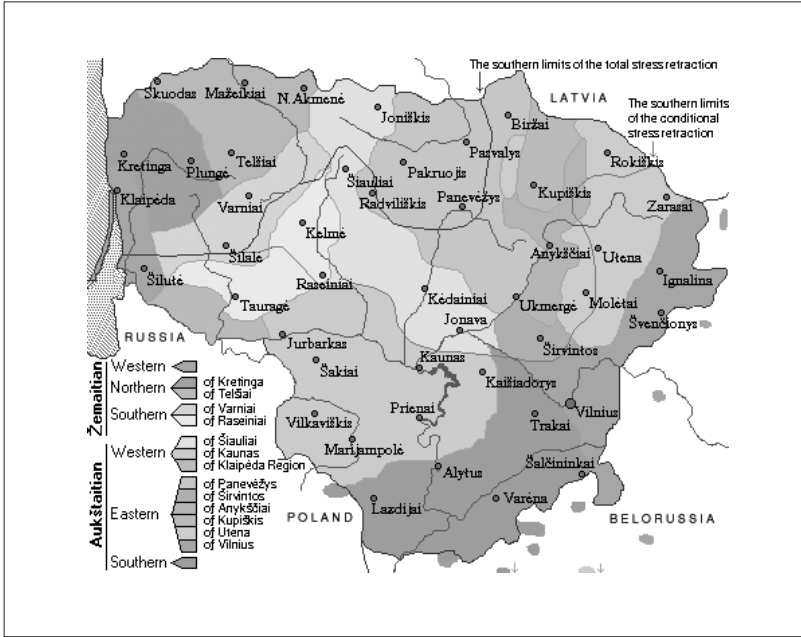 The southern limits of the total stress retraction
LATVIA
The southern limits
of the conditional
stress retraction
Skuodas
Mažeikiai
N.Akmenė
Joniškis
Biržai
Pasvalys
Rokiškis
Kretinga
Plungė
Telšiai
Šiauliai
Pakruojis
Kupiškis
Klaipėda
Varniai
Radviliškis
Panevėžys
Zarasai
Kelmė
Šilalė
Anykščiai
Utena
Šilutė
Raseiniai
Ignalina
Tauragė
Kėdainiai
Ukmergė
Molėtai
Jonava
Švenčionys
RUSSIA
Jurbarkas
Širvintos
Šakiai
Kaunas
Kaišiadorys
Vilkaviškis
Prienai
Vilnius
Trakai
Marijampolė
Alytus
Šalčininkai
Lazdijai
Varėna
POLAND
BELORUSSIA
Žemaitian
Western
Northern
of Kretinga
of Telšiai
Southern
of Varniai
of Raseiniai
Aukštaitian
Western
of Šiauliai
of Kaunas
of Klaipėda Region
Eastern
of Panevėžys
of Širvintos
of Anykščiai
of Kupiškis
of Utena
of Vilnius
Southern